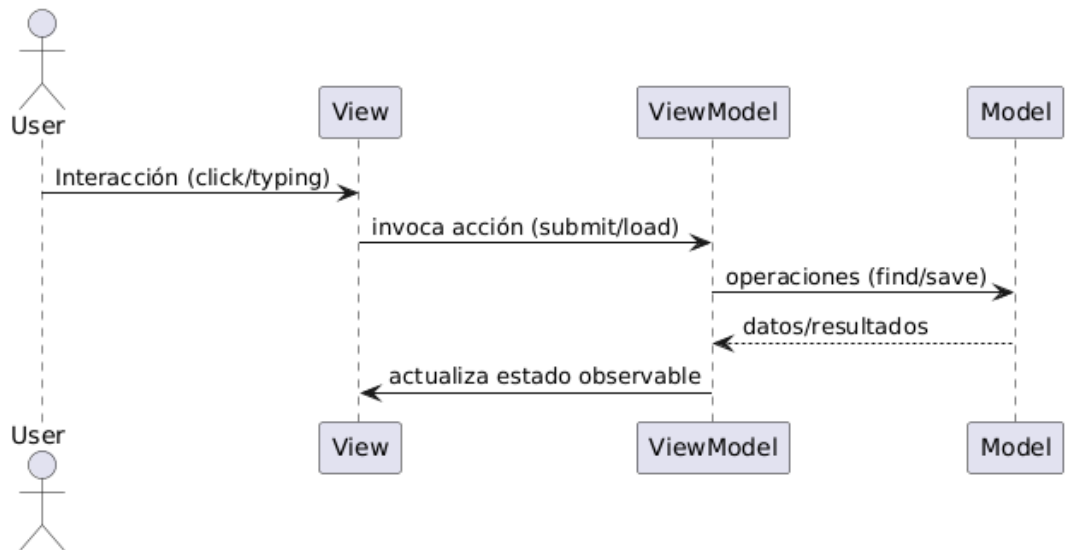 User
View
ViewModel
Model
Interacción (click/typing)
invoca acción (submit/load)
operaciones (find/save)
datos/resultados
actualiza estado observable
User
View
ViewModel
Model